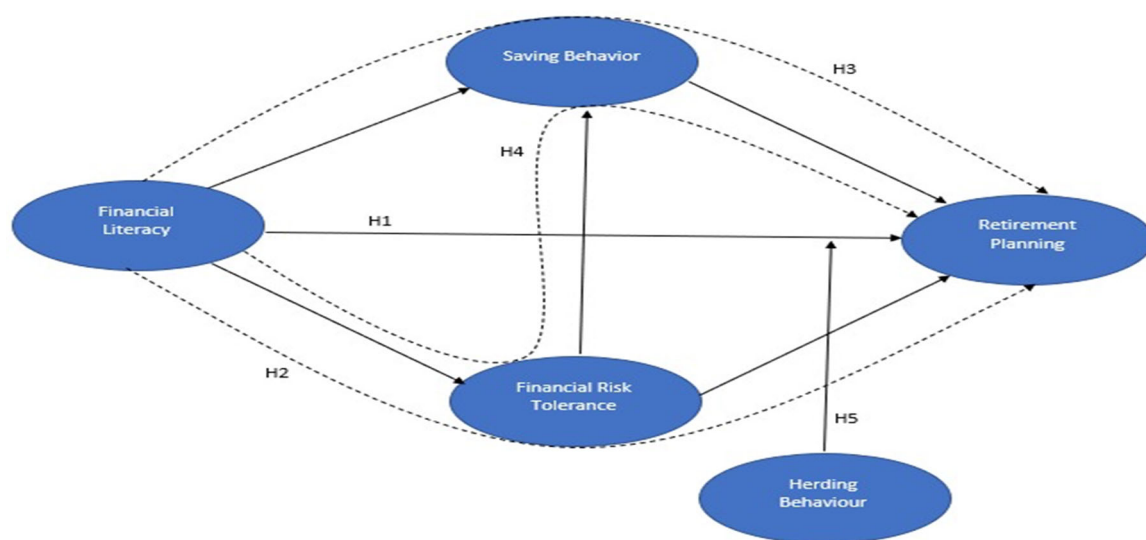 Saving Behavior
H3
H4
Financial
Literacy
H1
Retirement
Planning
H2
Financial Risk
Tolerance
H5
Herding
Behaviour